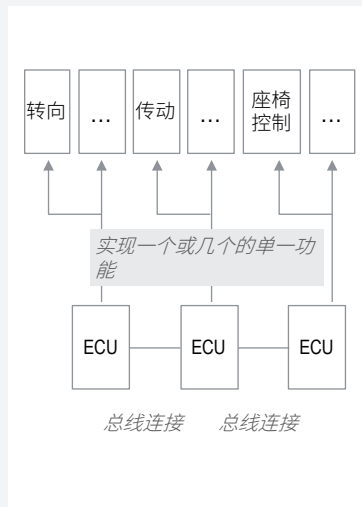 转向
…
传动
…
座椅
控制
…
实现一个或几个的单一功
能
ECU
ECU
ECU
总线连接
总线连接